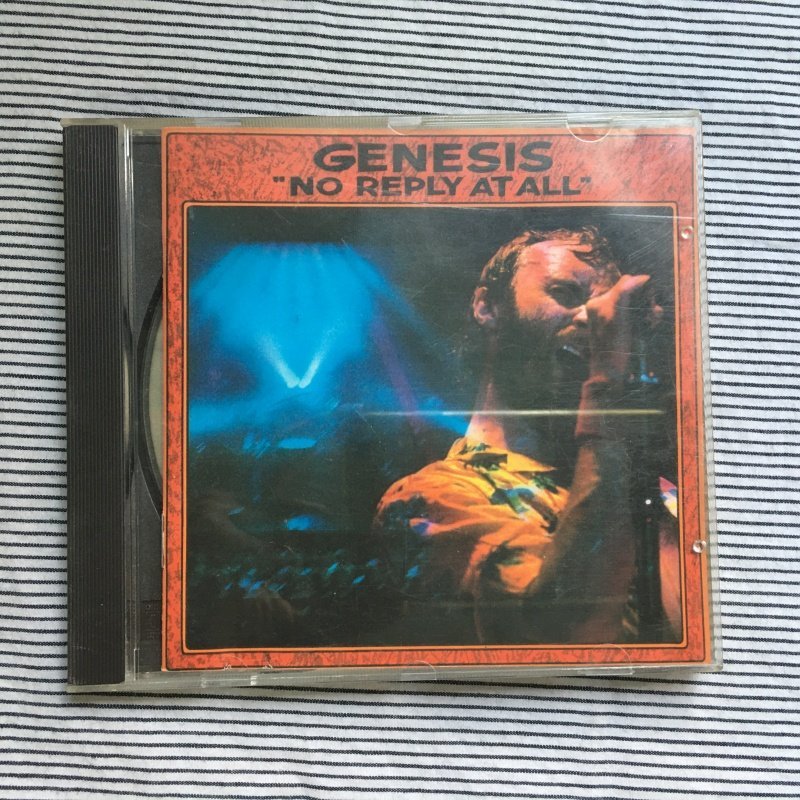 GENESIS
"NO REPLY AT ALL"